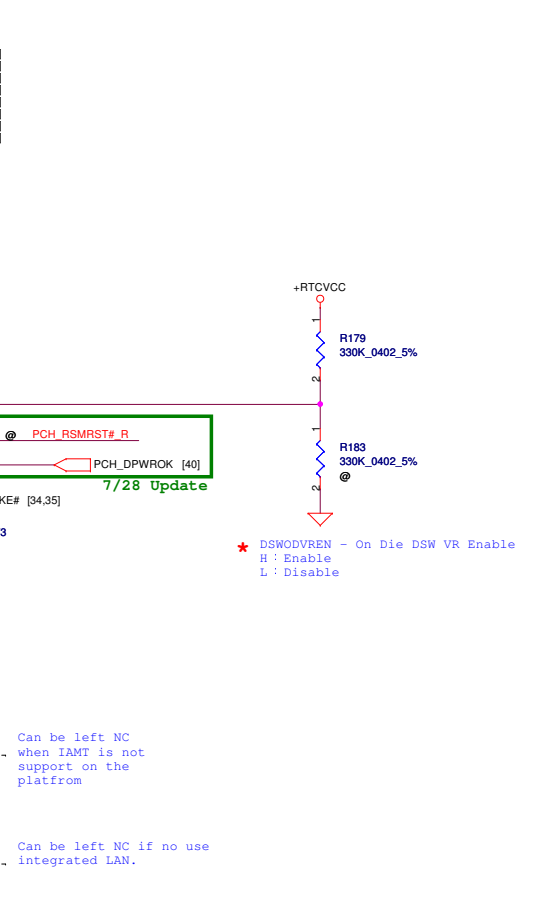 +RTCVCC
1
R179
330K_0402_5%
2
1
@ PCH_RSMRST#_R
R183
330K_0402_5%
@
PCH_DPWROK [40]
2
7/28 Update
KE# [34,35]
3
* DSWODVREN - On Die DSW VR Enable
H : Enable
L : Disable
Can be left NC
when IAMT is not
support on the
platfrom
Can be left NC if no use
integrated LAN.